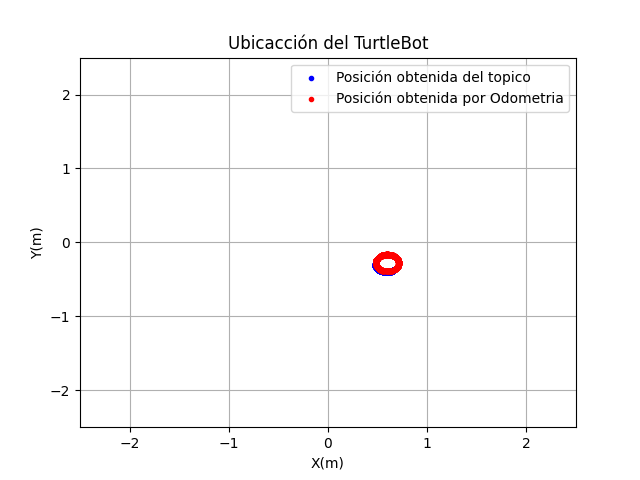 Ubicacción del TurtleBot
Posición obtenida del topico
Posición obtenida por Odometria
2
1
0
−1
−2
Y(m)
−2
−1
0
1
2
X(m)